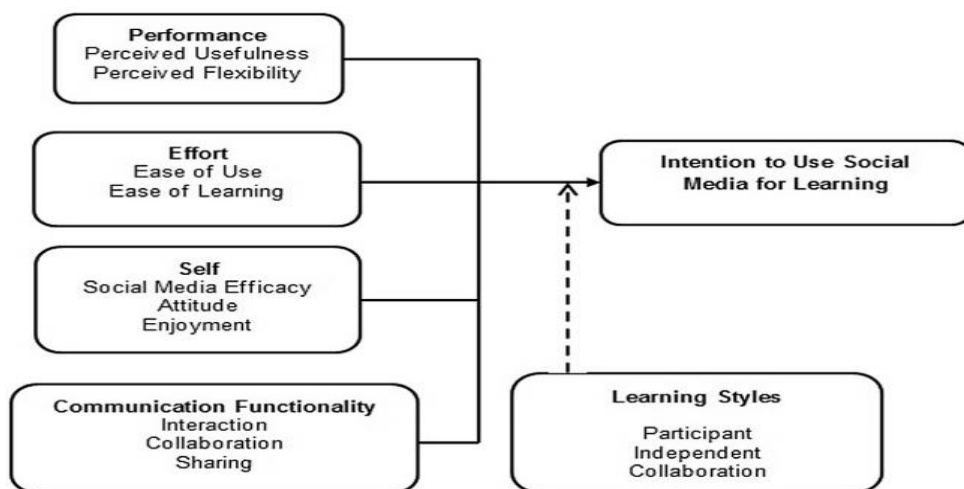 Performance
Perceived Usefulness
Perceived Flexibility
Effort
Ease of Use
Ease of Learning
Intention to Use Social
Media for Learning
Self
Social Media Efficacy
Attitude
Enjoyment
Communication Functionality
Interaction
Collaboration
Sharing
Learning Styles
Participant
Independent
Collaboration